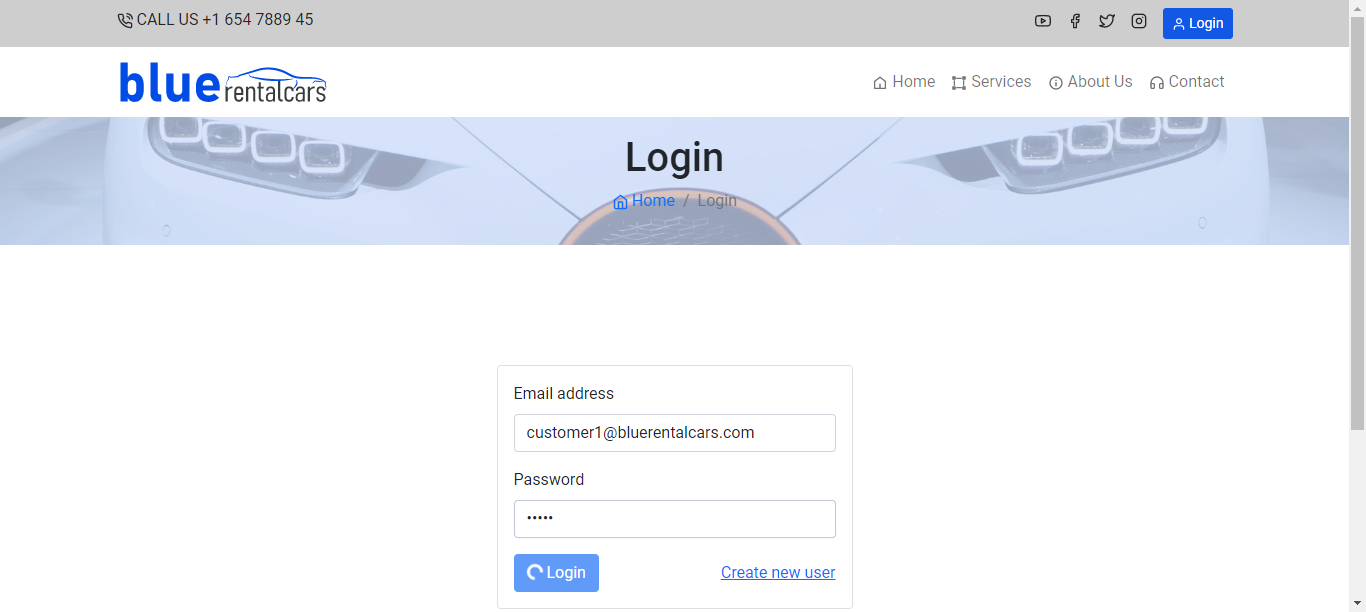 CALL US +1 654 7889 45
Login
blue rentalcars
Home Services About Us Contact
Login
Home / Login
Email address
customer1@bluerentalcars.com
Password
•••••
Login Create new user